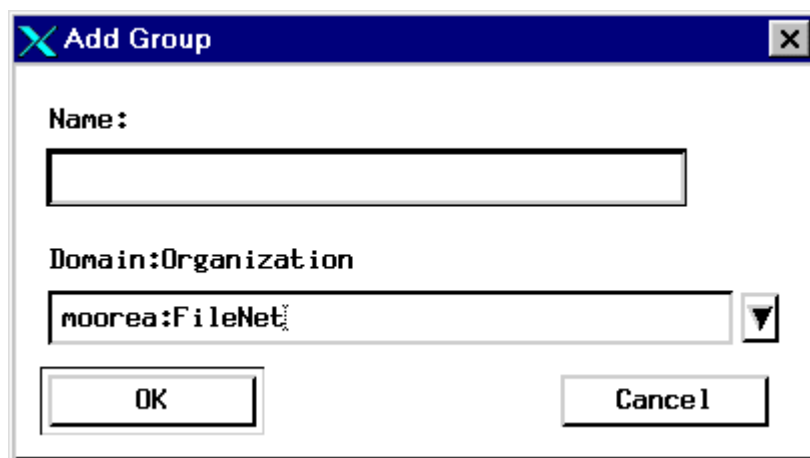 Add Group
Name:
Domain:Organization
moorea:FileNet
OK
Cancel